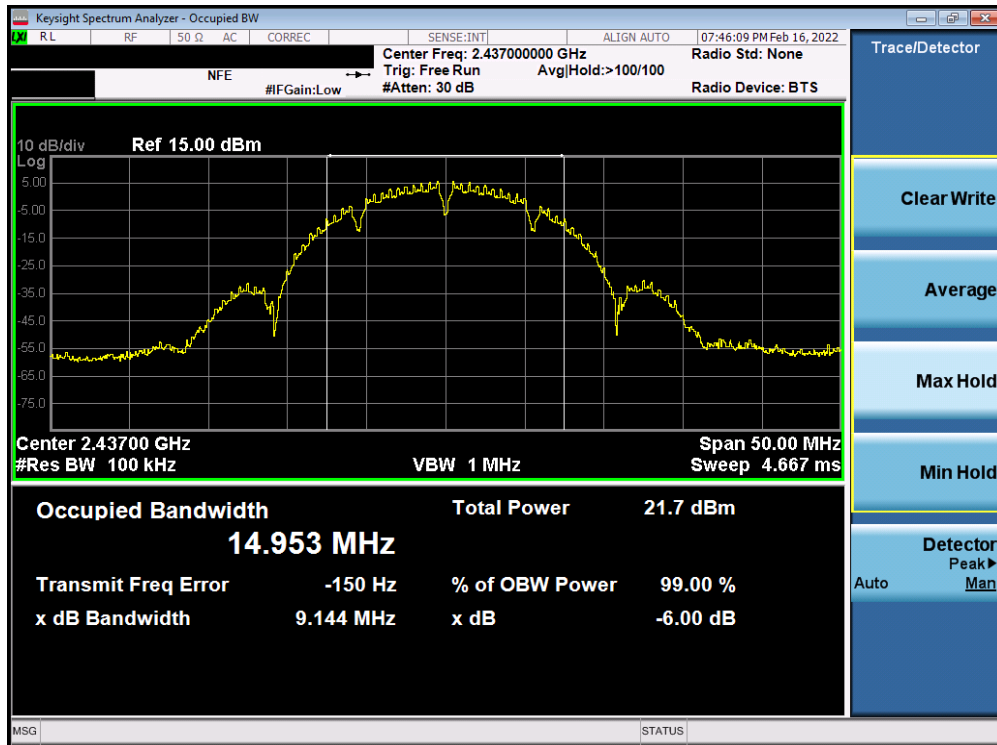 Keysight Spectrum Analyzer - Occupied BW
LXI RL RF 50 Ω AC CORREC SENSE:INT ALIGN AUTO 07:46:09 PM Feb 16, 2022
Center Freq: 2.437000000 GHz Radio Std: None
NFE Trig: Free Run Avg|Hold:>100/100
#IFGain:Low #Atten: 30 dB Radio Device: BTS
Trace/Detector
10 dB/div Ref 15.00 dBm
Log
5.00
-5.00
-15.0
-25.0
-35.0
-45.0
-55.0
-65.0
-75.0
Center 2.43700 GHz Span 50.00 MHz
#Res BW 100 kHz VBW 1 MHz Sweep 4.667 ms
Occupied Bandwidth Total Power 21.7 dBm
14.953 MHz
Transmit Freq Error -150 Hz % of OBW Power 99.00 %
x dB Bandwidth 9.144 MHz x dB -6.00 dB
Clear Write
Average
Max Hold
Min Hold
Detector
Peak▶
Auto Man
MSG STATUS